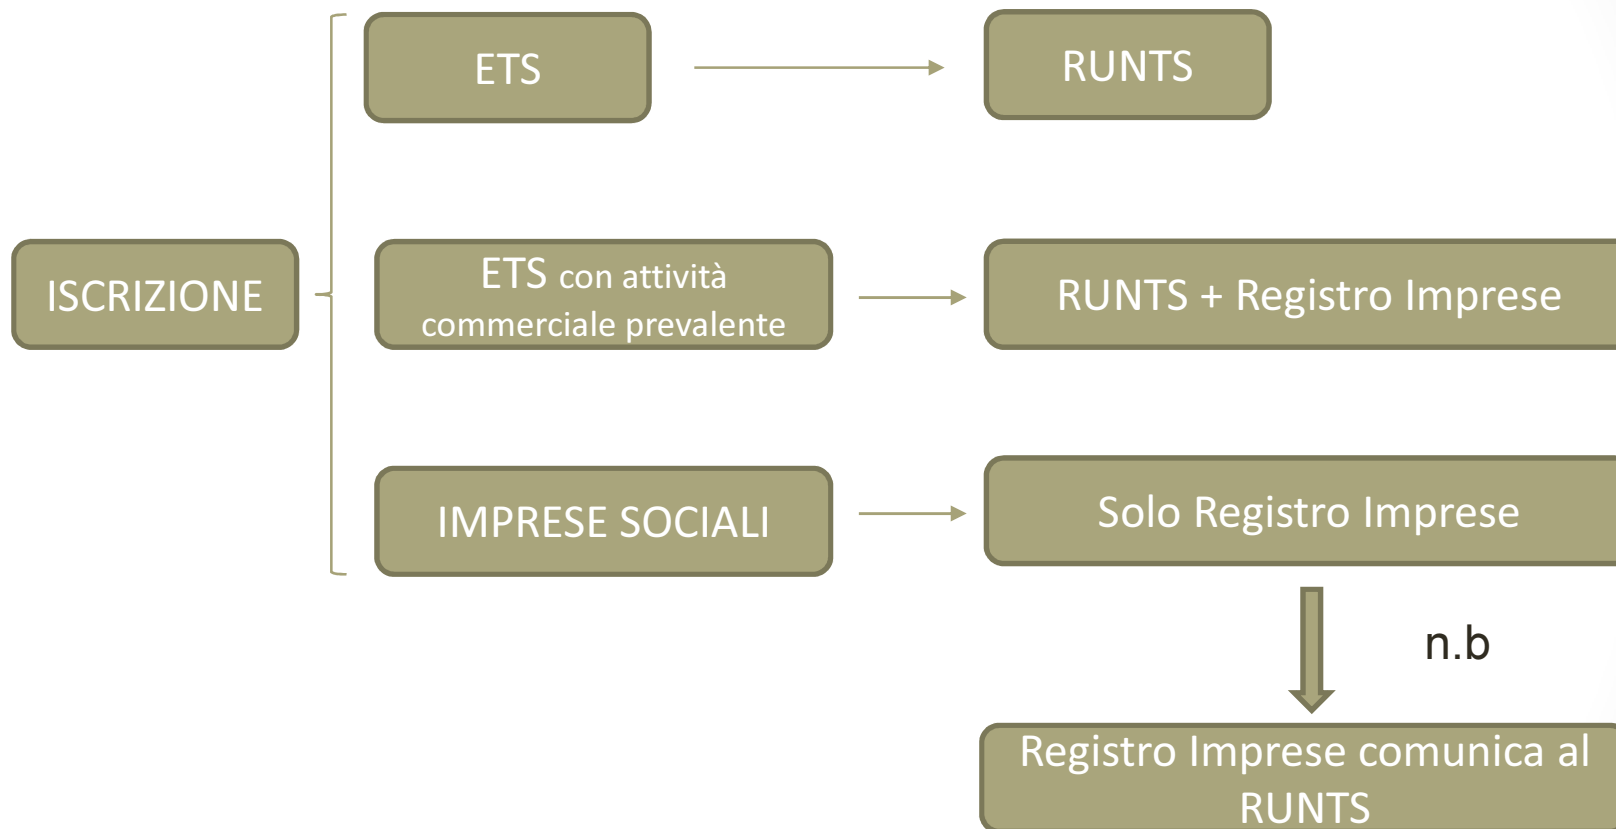 ETS
RUNTS
ISCRIZIONE
ETS con attività
commerciale prevalente
RUNTS + Registro Imprese
IMPRESE SOCIALI
Solo Registro Imprese
n.b
Registro Imprese comunica al
RUNTS